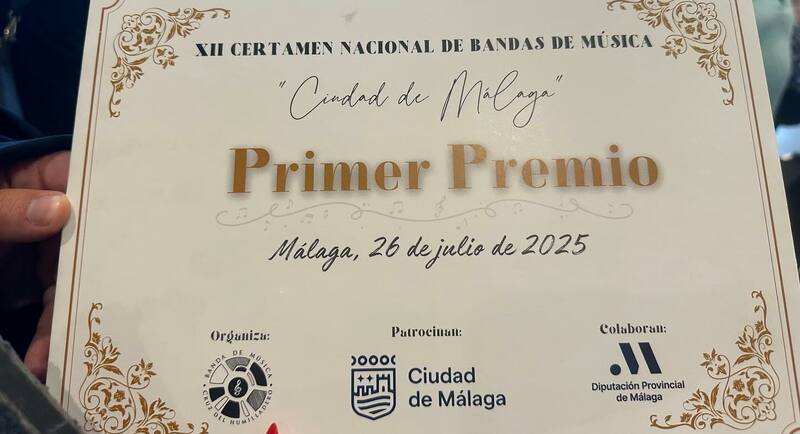 XII CERTAMEN NACIONAL DE BANDAS DE MÚSICA
"Ciudad de Málaga"
Primer Premio
Málaga, 26 de julio de 2025
Organiza:
BANDA DE MÚSICA
CRUZ DEL HUMILLADERO
Patrocinan:
Ciudad
de Málaga
Colaboran:
Diputación Provincial
de Málaga